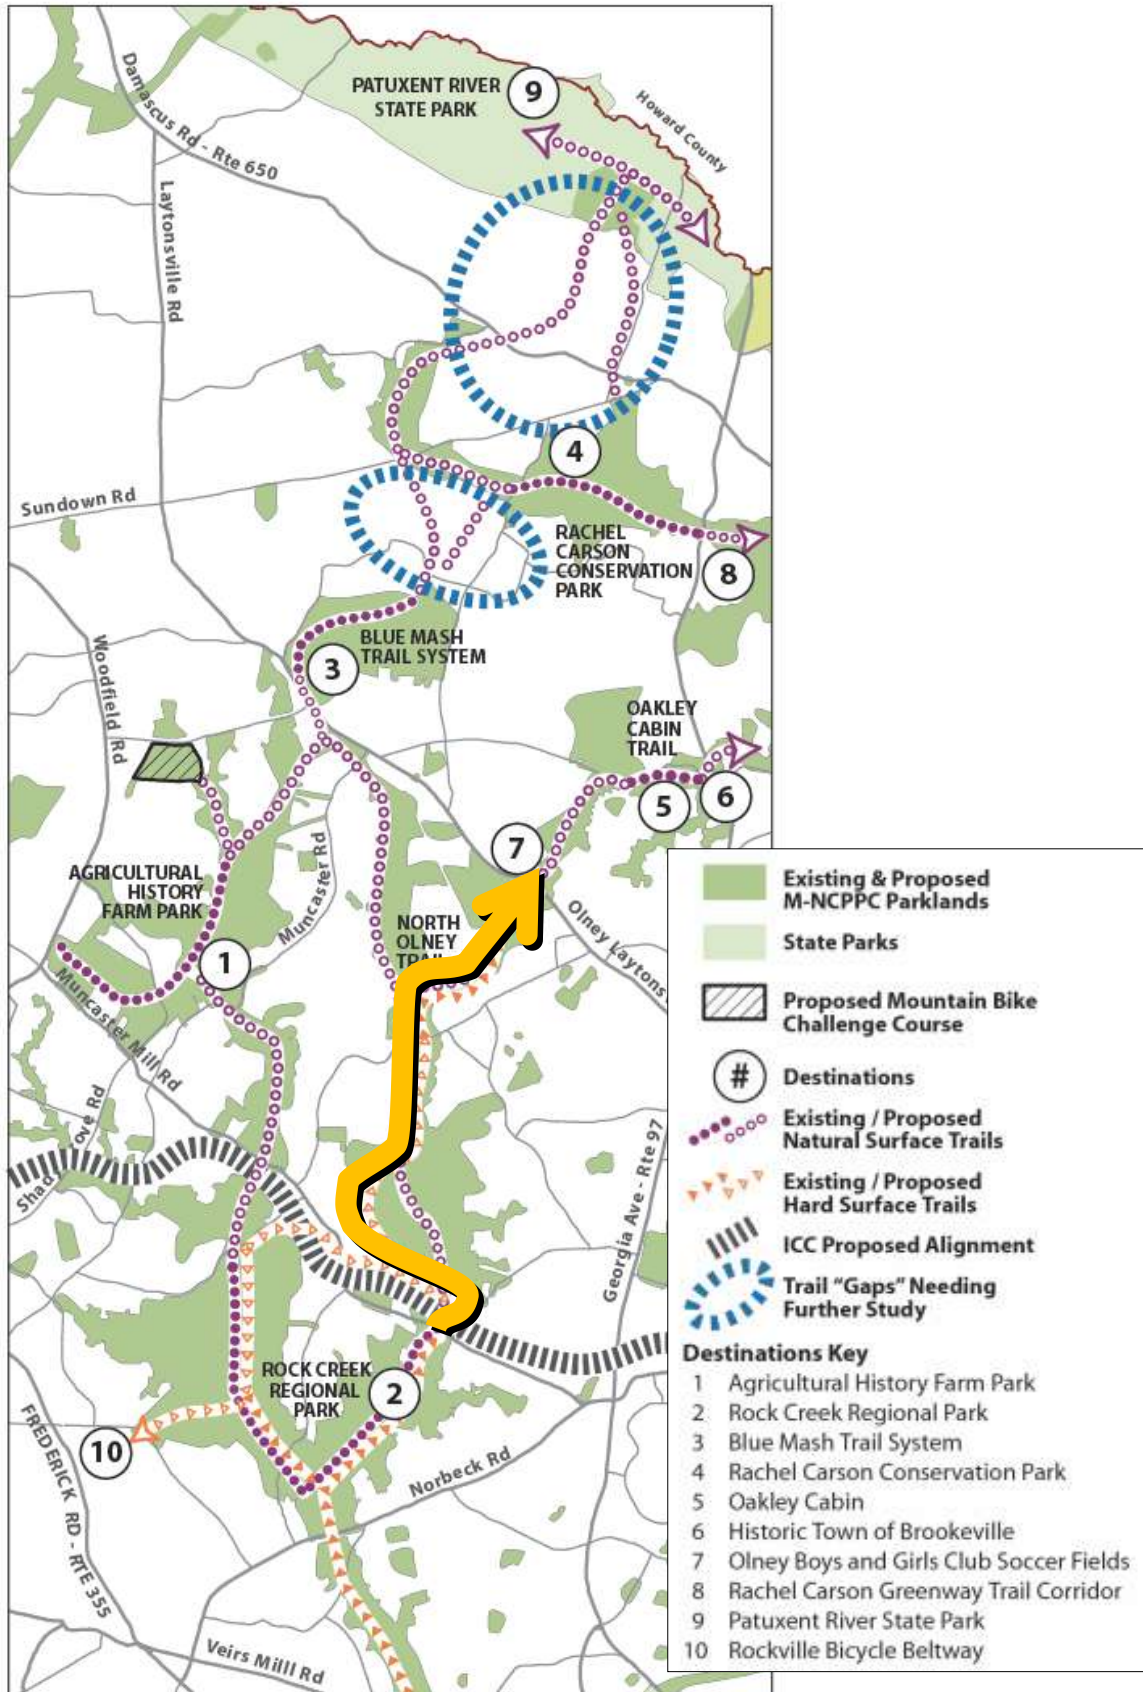 PATUXENT RIVER
STATE PARK
9
Howard County
Damascus Rd - Rte 650
Laytonsville Rd
4
Sundown Rd
RACHEL
CARSON
CONSERVATION
PARK
8
BLUE MASH
TRAIL SYSTEM
3
Woodfield Rd
OAKLEY
CABIN
TRAIL
5
6
7
AGRICULTURAL
HISTORY
FARM PARK
Muncaster Rd
NORTH
OLNEY
1
Olney Laytons
Muncaster Mill Rd
Georgia Ave - Rte 97
ROCK CREEK
REGIONAL
PARK
2
10
FREDERICK RD - RTE 355
Norbeck Rd
Veirs Milll Rd
Existing & Proposed
M-NCPPC Parklands
State Parks
Proposed Mountain Bike
Challenge Course
# Destinations
Existing / Proposed
Natural Surface Trails
Existing / Proposed
Hard Surface Trails
ICC Proposed Alignment
Trail “Gaps” Needing
Further Study
Destinations Key
1 Agricultural History Farm Park
2 Rock Creek Regional Park
3 Blue Mash Trail System
4 Rachel Carson Conservation Park
5 Oakley Cabin
6 Historic Town of Brookeville
7 Olney Boys and Girls Club Soccer Fields
8 Rachel Carson Greenway Trail Corridor
9 Patuxent River State Park
10 Rockville Bicycle Beltway